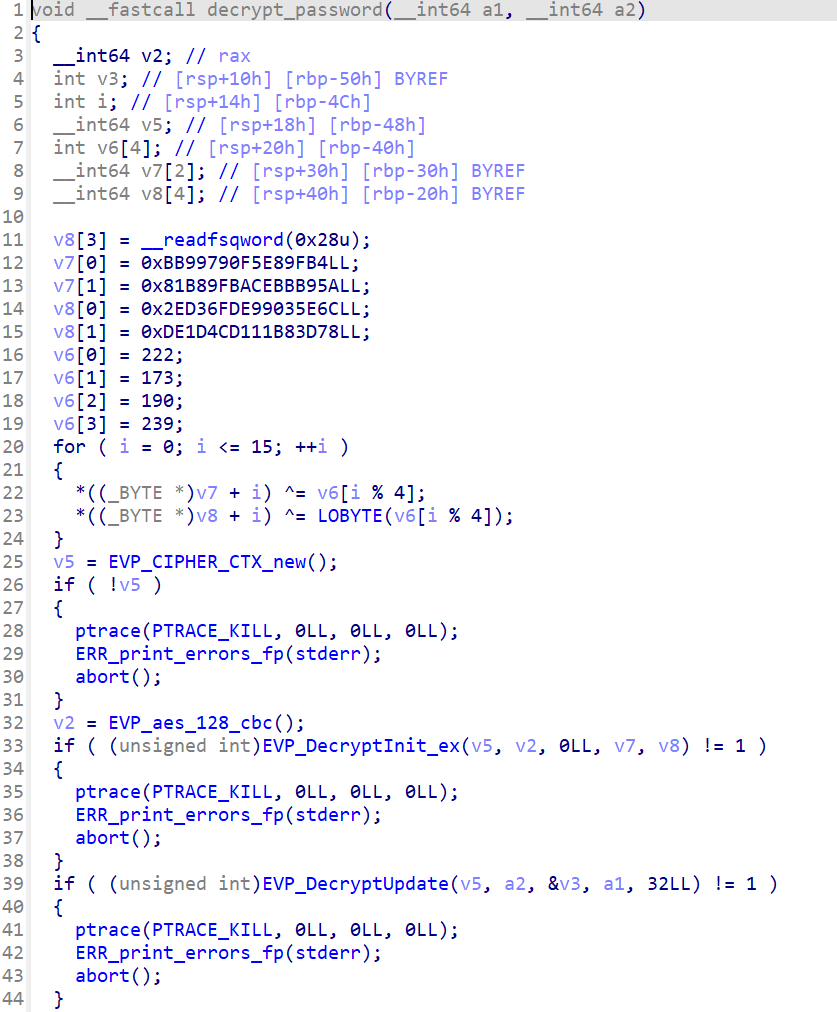 1 void __fastcall decrypt_password(__int64 a1, __int64 a2)
2 {
3   __int64 v2; // rax
4   int v3; // [rsp+10h] [rbp-50h] BYREF
5   int i; // [rsp+14h] [rbp-4Ch]
6   __int64 v5; // [rsp+18h] [rbp-48h]
7   int v6[4]; // [rsp+20h] [rbp-40h]
8   __int64 v7[2]; // [rsp+30h] [rbp-30h] BYREF
9   __int64 v8[4]; // [rsp+40h] [rbp-20h] BYREF
10
11   v8[3] = __readfsqword(0x28u);
12   v7[0] = 0xBB99790F5E89FB4LL;
13   v7[1] = 0x81B89FBACEBBB95ALL;
14   v8[0] = 0x2ED36FDE99035E6CLL;
15   v8[1] = 0xDE1D4CD111B83D78LL;
16   v6[0] = 222;
17   v6[1] = 173;
18   v6[2] = 190;
19   v6[3] = 239;
20   for ( i = 0; i <= 15; ++i )
21   {
22     *((_BYTE *)v7 + i) ^= v6[i % 4];
23     *((_BYTE *)v8 + i) ^= LOBYTE(v6[i % 4]);
24   }
25   v5 = EVP_CIPHER_CTX_new();
26   if ( !v5 )
27   {
28     ptrace(PTRACE_KILL, 0LL, 0LL, 0LL);
29     ERR_print_errors_fp(stderr);
30     abort();
31   }
32   v2 = EVP_aes_128_cbc();
33   if ( (unsigned int)EVP_DecryptInit_ex(v5, v2, 0LL, v7, v8) != 1 )
34   {
35     ptrace(PTRACE_KILL, 0LL, 0LL, 0LL);
36     ERR_print_errors_fp(stderr);
37     abort();
38   }
39   if ( (unsigned int)EVP_DecryptUpdate(v5, a2, &v3, a1, 32LL) != 1 )
40   {
41     ptrace(PTRACE_KILL, 0LL, 0LL, 0LL);
42     ERR_print_errors_fp(stderr);
43     abort();
44   }